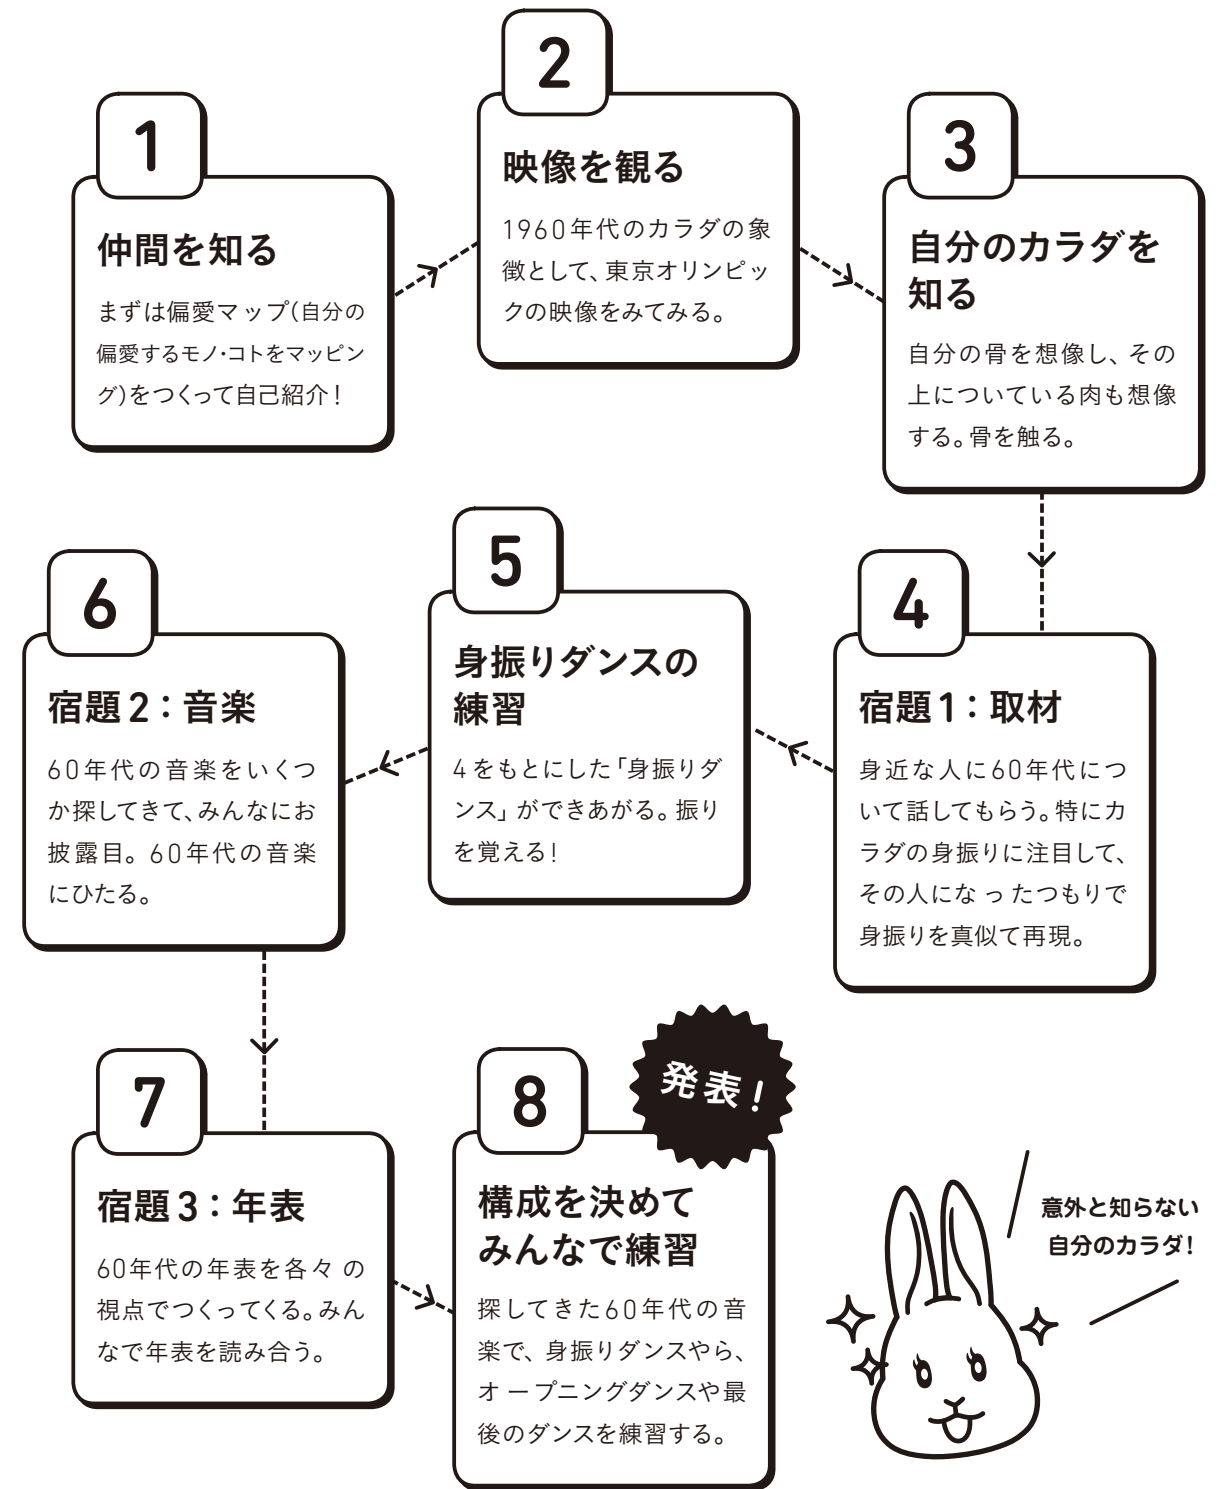 1
仲間を知る
まずは偏愛マップ(自分の
偏愛するモノ・コトをマッピン
グ)をつくって自己紹介！
2
映像を観る
1960年代のカラダの象
徴として、東京オリンピッ
クの映像をみてみる。
3
自分のカラダを
知る
自分の骨を想像し、その
上についている肉も想像
する。骨を触る。
4
宿題1：取材
身近な人に60年代につ
いて話してもらう。特にカ
ラダの身振りに注目して、
その人になったつもりで
身振りを真似て再現。
5
身振りダンスの
練習
4をもとにした「身振りダ
ンス」ができあがる。振り
を覚える！
6
宿題2：音楽
60年代の音楽をいくつ
か探してきて、みんなにお
披露目。60年代の音楽
にひたる。
7
宿題3：年表
60年代の年表を各々の
視点でつくってくる。みん
なで年表を読み合う。
8
発表！
構成を決めて
みんなで練習
探してきた60年代の音
楽で、身振りダンスやら、
オープニングダンスや最
後のダンスを練習する。
意外と知らない
自分のカラダ！